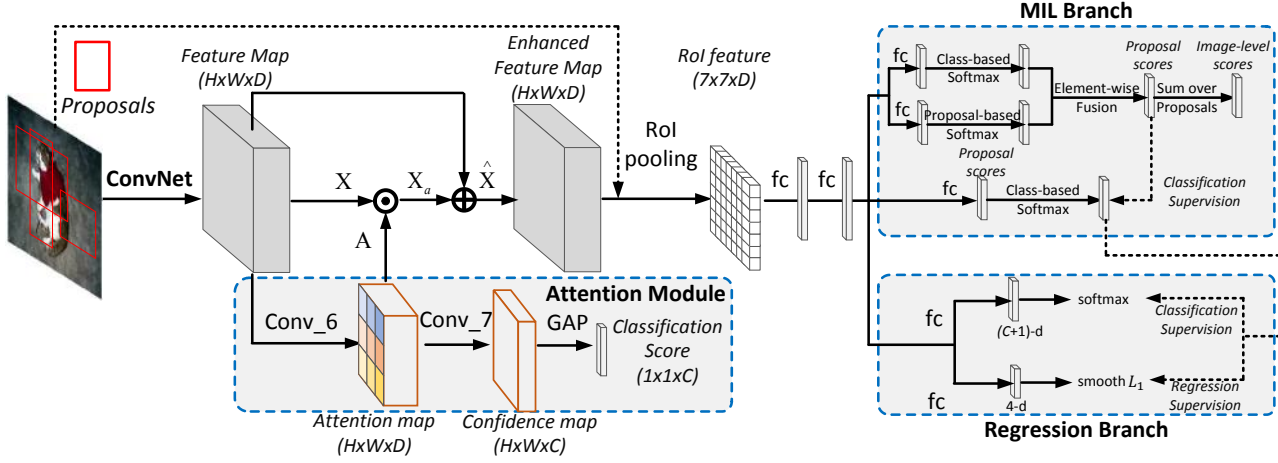 Proposals
ConvNet
Feature Map
(HxWxD)
X
X_a
X̂
A
Enhanced
Feature Map
(HxWxD)
RoI
pooling
RoI feature
(7x7xD)
fc
fc
Attention Module
Conv_6
Conv_7
GAP
Classification
Score
(1x1xC)
Attention map
(HxWxD)
Confidence map
(HxWxC)
MIL Branch
fc
Class-based
Softmax
fc
Proposal-based
Softmax
Element-wise
Fusion
Proposal
scores
Sum over
Proposals
Image-level
scores
fc
Proposal
scores
Class-based
Softmax
Classification
Supervision
fc
(C+1)-d
softmax
Classification
Supervision
fc
4-d
smooth L₁
Regression
Supervision
Regression Branch